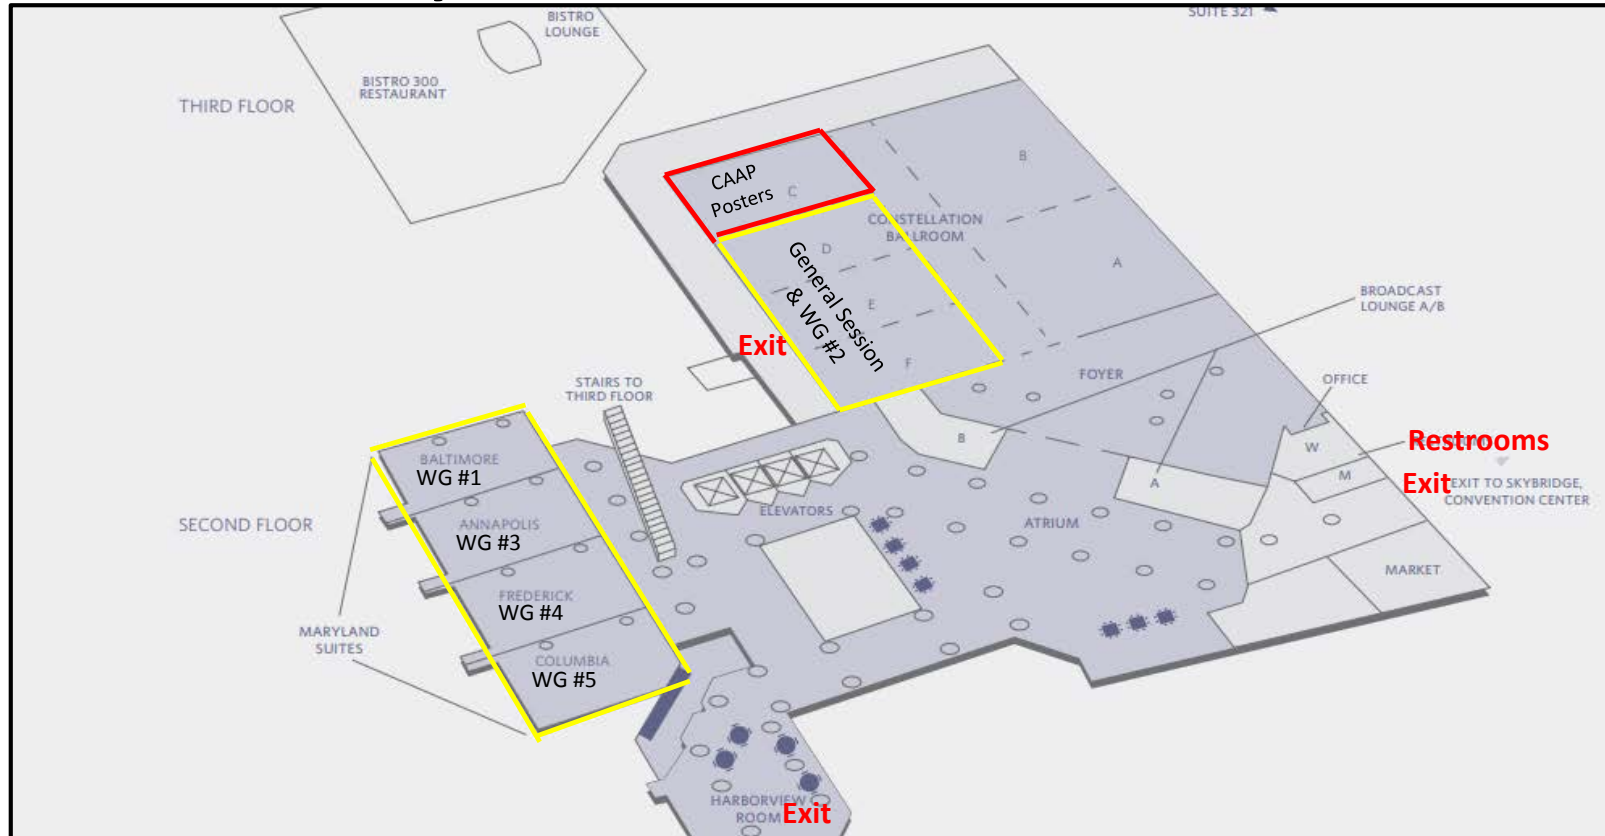 SUITE 321
BISTRO
LOUNGE
BISTRO 300
RESTAURANT
THIRD FLOOR
CAAP
Posters
C
B
CONSTELLATION
BALLROOM
D
General Session
& WG #2
E
A
F
Exit
BROADCAST
LOUNGE A/B
FOYER
OFFICE
STAIRS TO
THIRD FLOOR
B
W
Restrooms
M
A
Exit
EXIT TO SKYBRIDGE,
CONVENTION CENTER
BALTIMORE
WG #1
ELEVATORS
ATRIUM
SECOND FLOOR
ANNAPOLIS
WG #3
MARKET
FREDERICK
WG #4
MARYLAND
SUITES
COLUMBIA
WG #5
HARBORVIEW
ROOM
Exit